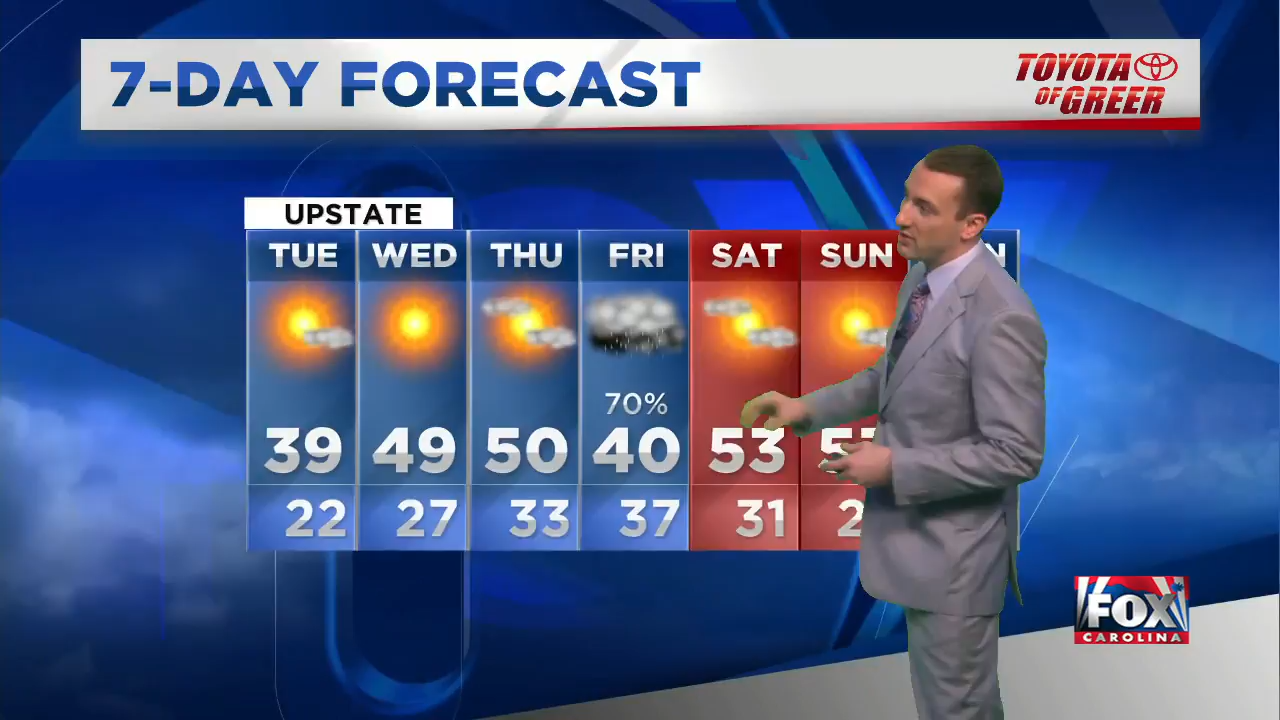 7-DAY FORECAST
TOYOTA
OF GREER
UPSTATE
TUE WED THU FRI SAT SUN
70%
39 49 50 40 53
22 27 33 37 31
FOX
CAROLINA